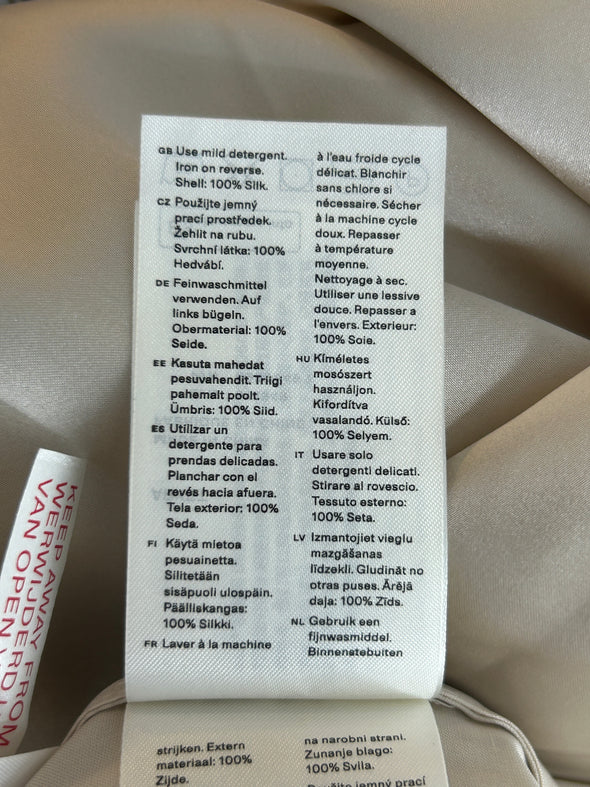 GB Use mild detergent.
Iron on reverse.
Shell: 100% Silk.
CZ Použijte jemný
prací prostředek.
Žehlit na rubu.
Svrchní látka: 100%
Hedvábí.
DE Feinwaschmittel
verwenden. Auf
links bügeln.
Obermaterial: 100%
Seide.
EE Kasuta mahedat
pesuvahendit. Triigi
pahemalt poolt.
Ümbris: 100% Siid.
ES Utilizar un
detergente para
prendas delicadas.
Planchar con el
revés hacia afuera.
Tela exterior: 100%
Seda.
FI Käytä mietoa
pesuainetta.
Silitetään
sisäpuoli ulospäin.
Päälliskangas:
100% Silkki.
FR Laver à la machine
à l'eau froide cycle
délicat. Blanchir
sans chlore si
nécessaire. Sécher
à la machine cycle
doux. Repasser
à température
moyenne.
Nettoyage à sec.
Utiliser une lessive
douce. Repasser a
l'envers. Exterieur:
100% Soie.
HU Kíméletes
mosószert
használjon.
Kifordítva
vasalandó. Külső:
100% Selyem.
IT Usare solo
detergenti delicati.
Stirare al rovescio.
Tessuto esterno:
100% Seta.
LV Izmantojiet vieglu
mazgāšanas
līdzekli. Gludināt no
otras puses. Ārējā
daļa: 100% Zīds.
NL Gebruik een
fijnwasmiddel.
Binnenstebuiten
strijken. Extern
materiaal: 100%
Zijde.
na narobni strani.
Zunanje blago:
100% Svila.
Použite jemný prací
KEEP AWAY FROM
VERWIJDERD
VAN OPEN